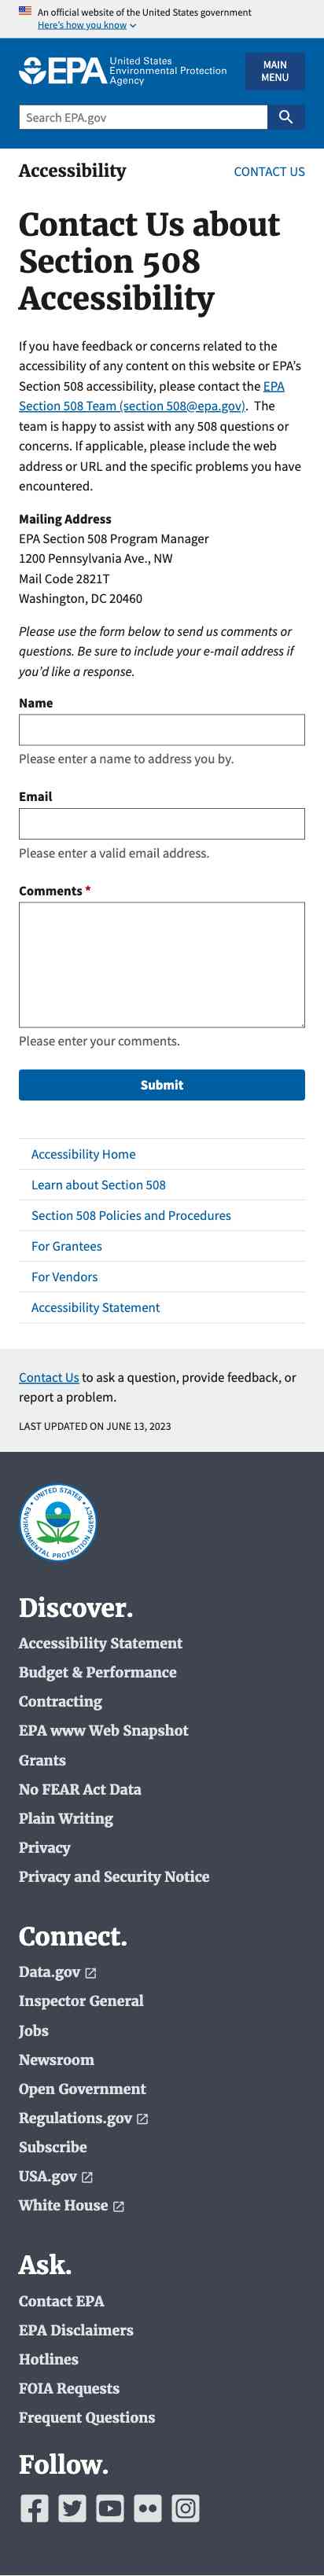 An official website of the United States government
Here's how you know
EPA United States
Environmental Protection
Agency
MAIN
MENU
Search EPA.gov
Accessibility
CONTACT US
Contact Us about
Section 508
Accessibility
If you have feedback or concerns related to the
accessibility of any content on this website or EPA's
Section 508 accessibility, please contact the EPA
Section 508 Team (section 508@epa.gov). The
team is happy to assist with any 508 questions or
concerns. If applicable, please include the web
address or URL and the specific problems you have
encountered.
Mailing Address
EPA Section 508 Program Manager
1200 Pennsylvania Ave., NW
Mail Code 2821T
Washington, DC 20460
Please use the form below to send us comments or
questions. Be sure to include your e-mail address if
you'd like a response.
Name
Please enter a name to address you by.
Email
Please enter a valid email address.
Comments *
Please enter your comments.
Submit
Accessibility Home
Learn about Section 508
Section 508 Policies and Procedures
For Grantees
For Vendors
Accessibility Statement
Contact Us to ask a question, provide feedback, or
report a problem.
LAST UPDATED ON JUNE 13, 2023
UNITED STATES
ENVIRONMENTAL PROTECTION AGENCY
Discover.
Accessibility Statement
Budget & Performance
Contracting
EPA www Web Snapshot
Grants
No FEAR Act Data
Plain Writing
Privacy
Privacy and Security Notice
Connect.
Data.gov
Inspector General
Jobs
Newsroom
Open Government
Regulations.gov
Subscribe
USA.gov
White House
Ask.
Contact EPA
EPA Disclaimers
Hotlines
FOIA Requests
Frequent Questions
Follow.